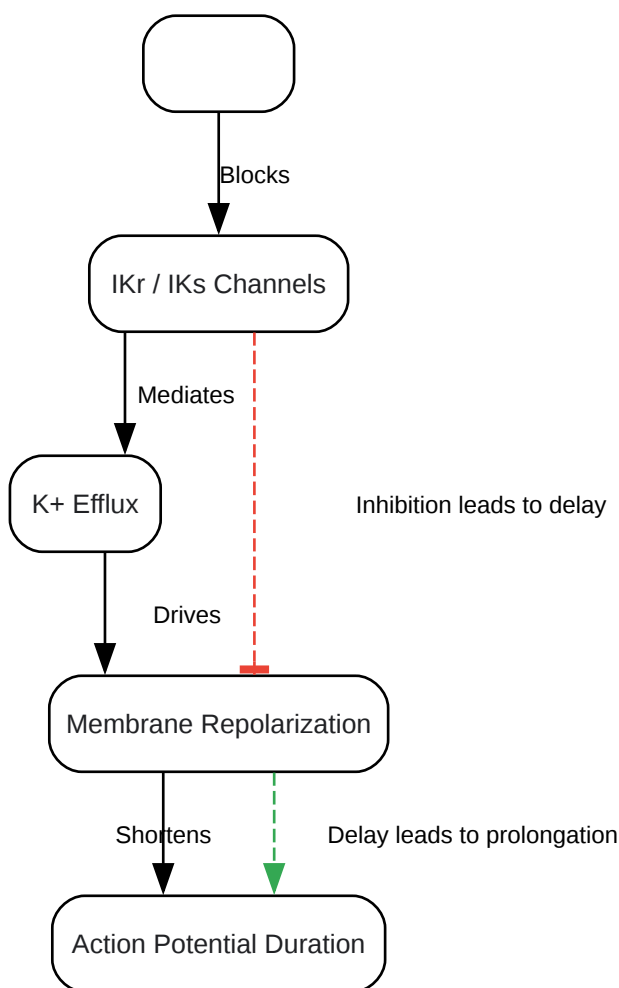 Blocks
IKr / IKs Channels
Mediates
K+ Efflux
Inhibition leads to delay
Drives
Membrane Repolarization
Shortens
Delay leads to prolongation
Action Potential Duration